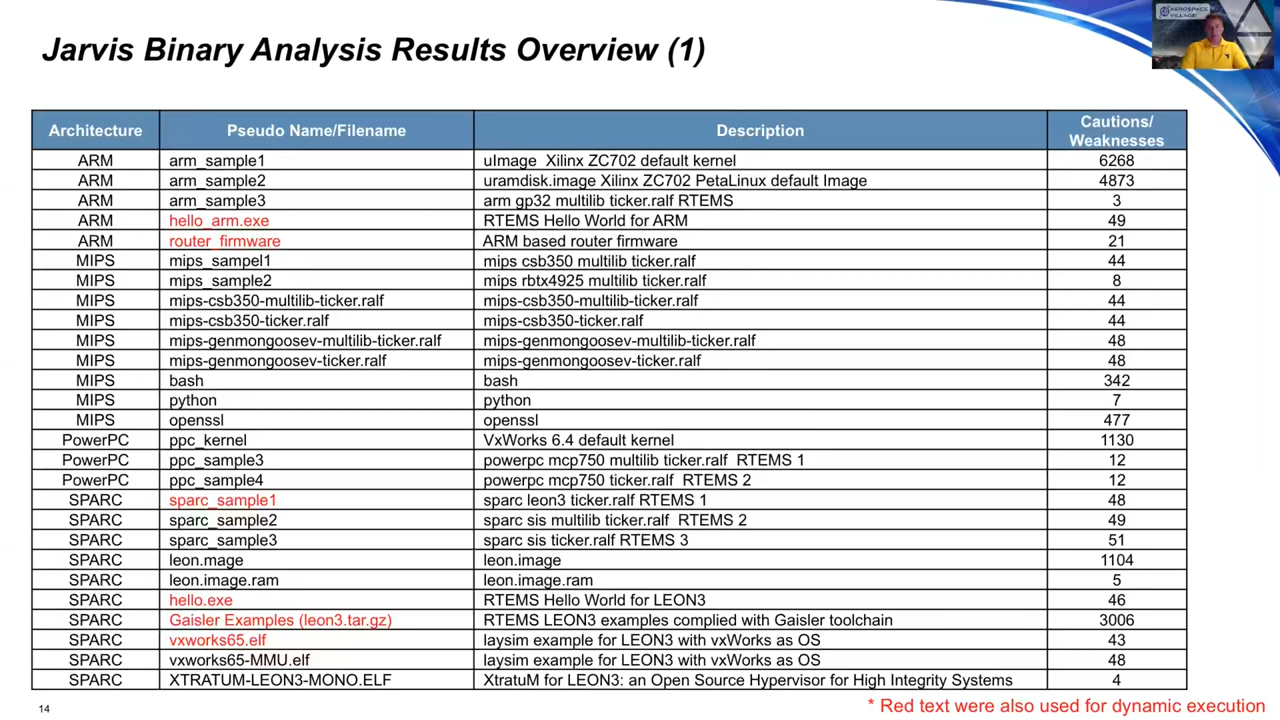 Jarvis Binary Analysis Results Overview (1)
AEROSPACE
VILLAGE
Architecture Pseudo Name/Filename Description Cautions/
Weaknesses
ARM arm_sample1 uImage Xilinx ZC702 default kernel 6268
ARM arm_sample2 uramdisk.image Xilinx ZC702 PetaLinux default Image 4873
ARM arm_sample3 arm gp32 multilib ticker.ralf RTEMS 3
ARM hello_arm.exe RTEMS Hello World for ARM 49
ARM router_firmware ARM based router firmware 21
MIPS mips_sampel1 mips csb350 multilib ticker.ralf 44
MIPS mips_sample2 mips rbtx4925 multilib ticker.ralf 8
MIPS mips-csb350-multilib-ticker.ralf mips-csb350-multilib-ticker.ralf 44
MIPS mips-csb350-ticker.ralf mips-csb350-ticker.ralf 44
MIPS mips-genmongoosev-multilib-ticker.ralf mips-genmongoosev-multilib-ticker.ralf 48
MIPS mips-genmongoosev-ticker.ralf mips-genmongoosev-ticker.ralf 48
MIPS bash bash 342
MIPS python python 7
MIPS openssl openssl 477
PowerPC ppc_kernel VxWorks 6.4 default kernel 1130
PowerPC ppc_sample3 powerpc mcp750 multilib ticker.ralf RTEMS 1 12
PowerPC ppc_sample4 powerpc mcp750 ticker.ralf RTEMS 2 12
SPARC sparc_sample1 sparc leon3 ticker.ralf RTEMS 1 48
SPARC sparc_sample2 sparc sis multilib ticker.ralf RTEMS 2 49
SPARC sparc_sample3 sparc sis ticker.ralf RTEMS 3 51
SPARC leon.mage leon.image 1104
SPARC leon.image.ram leon.image.ram 5
SPARC hello.exe RTEMS Hello World for LEON3 46
SPARC Gaisler Examples (leon3.tar.gz) RTEMS LEON3 examples complied with Gaisler toolchain 3006
SPARC vxworks65.elf laysim example for LEON3 with vxWorks as OS 43
SPARC vxworks65-MMU.elf laysim example for LEON3 with vxWorks as OS 48
SPARC XTRATUM-LEON3-MONO.ELF XtratuM for LEON3: an Open Source Hypervisor for High Integrity Systems 4
14
* Red text were also used for dynamic execution